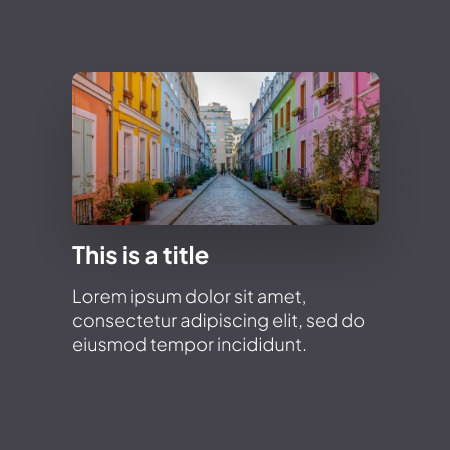 This is a title
Lorem ipsum dolor sit amet,
consectetur adipiscing elit, sed do
eiusmod tempor incididunt.